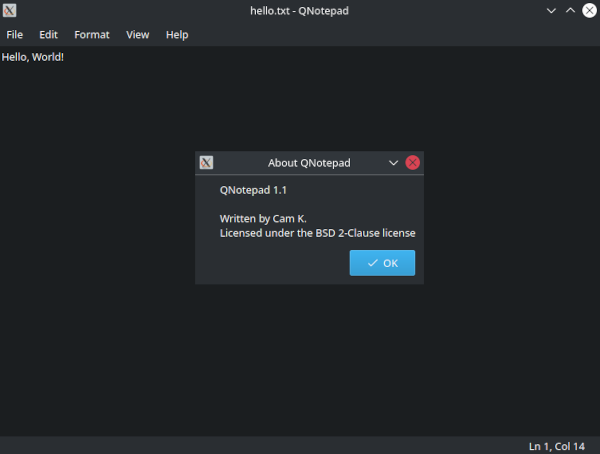 hello.txt - QNotepad
File Edit Format View Help
Hello, World!
About QNotepad
QNotepad 1.1
Written by Cam K.
Licensed under the BSD 2-Clause license
OK
Ln 1, Col 14